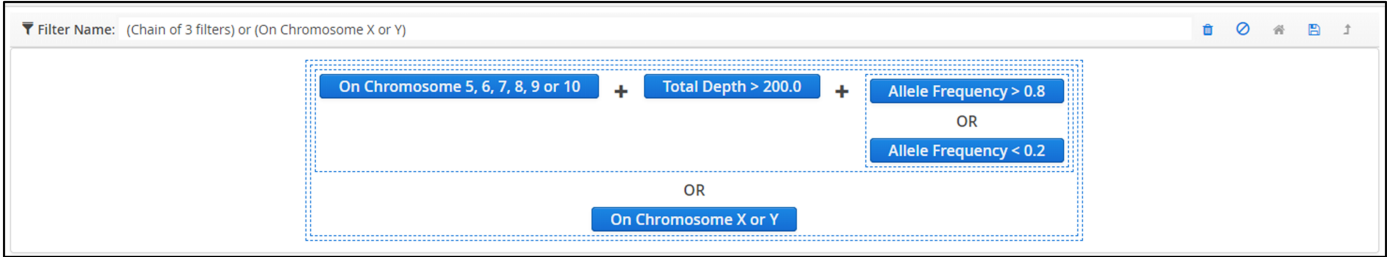 Filter Name: (Chain of 3 filters) or (On Chromosome X or Y)
On Chromosome 5, 6, 7, 8, 9 or 10 + Total Depth > 200.0 + Allele Frequency > 0.8
OR
Allele Frequency < 0.2
OR
On Chromosome X or Y